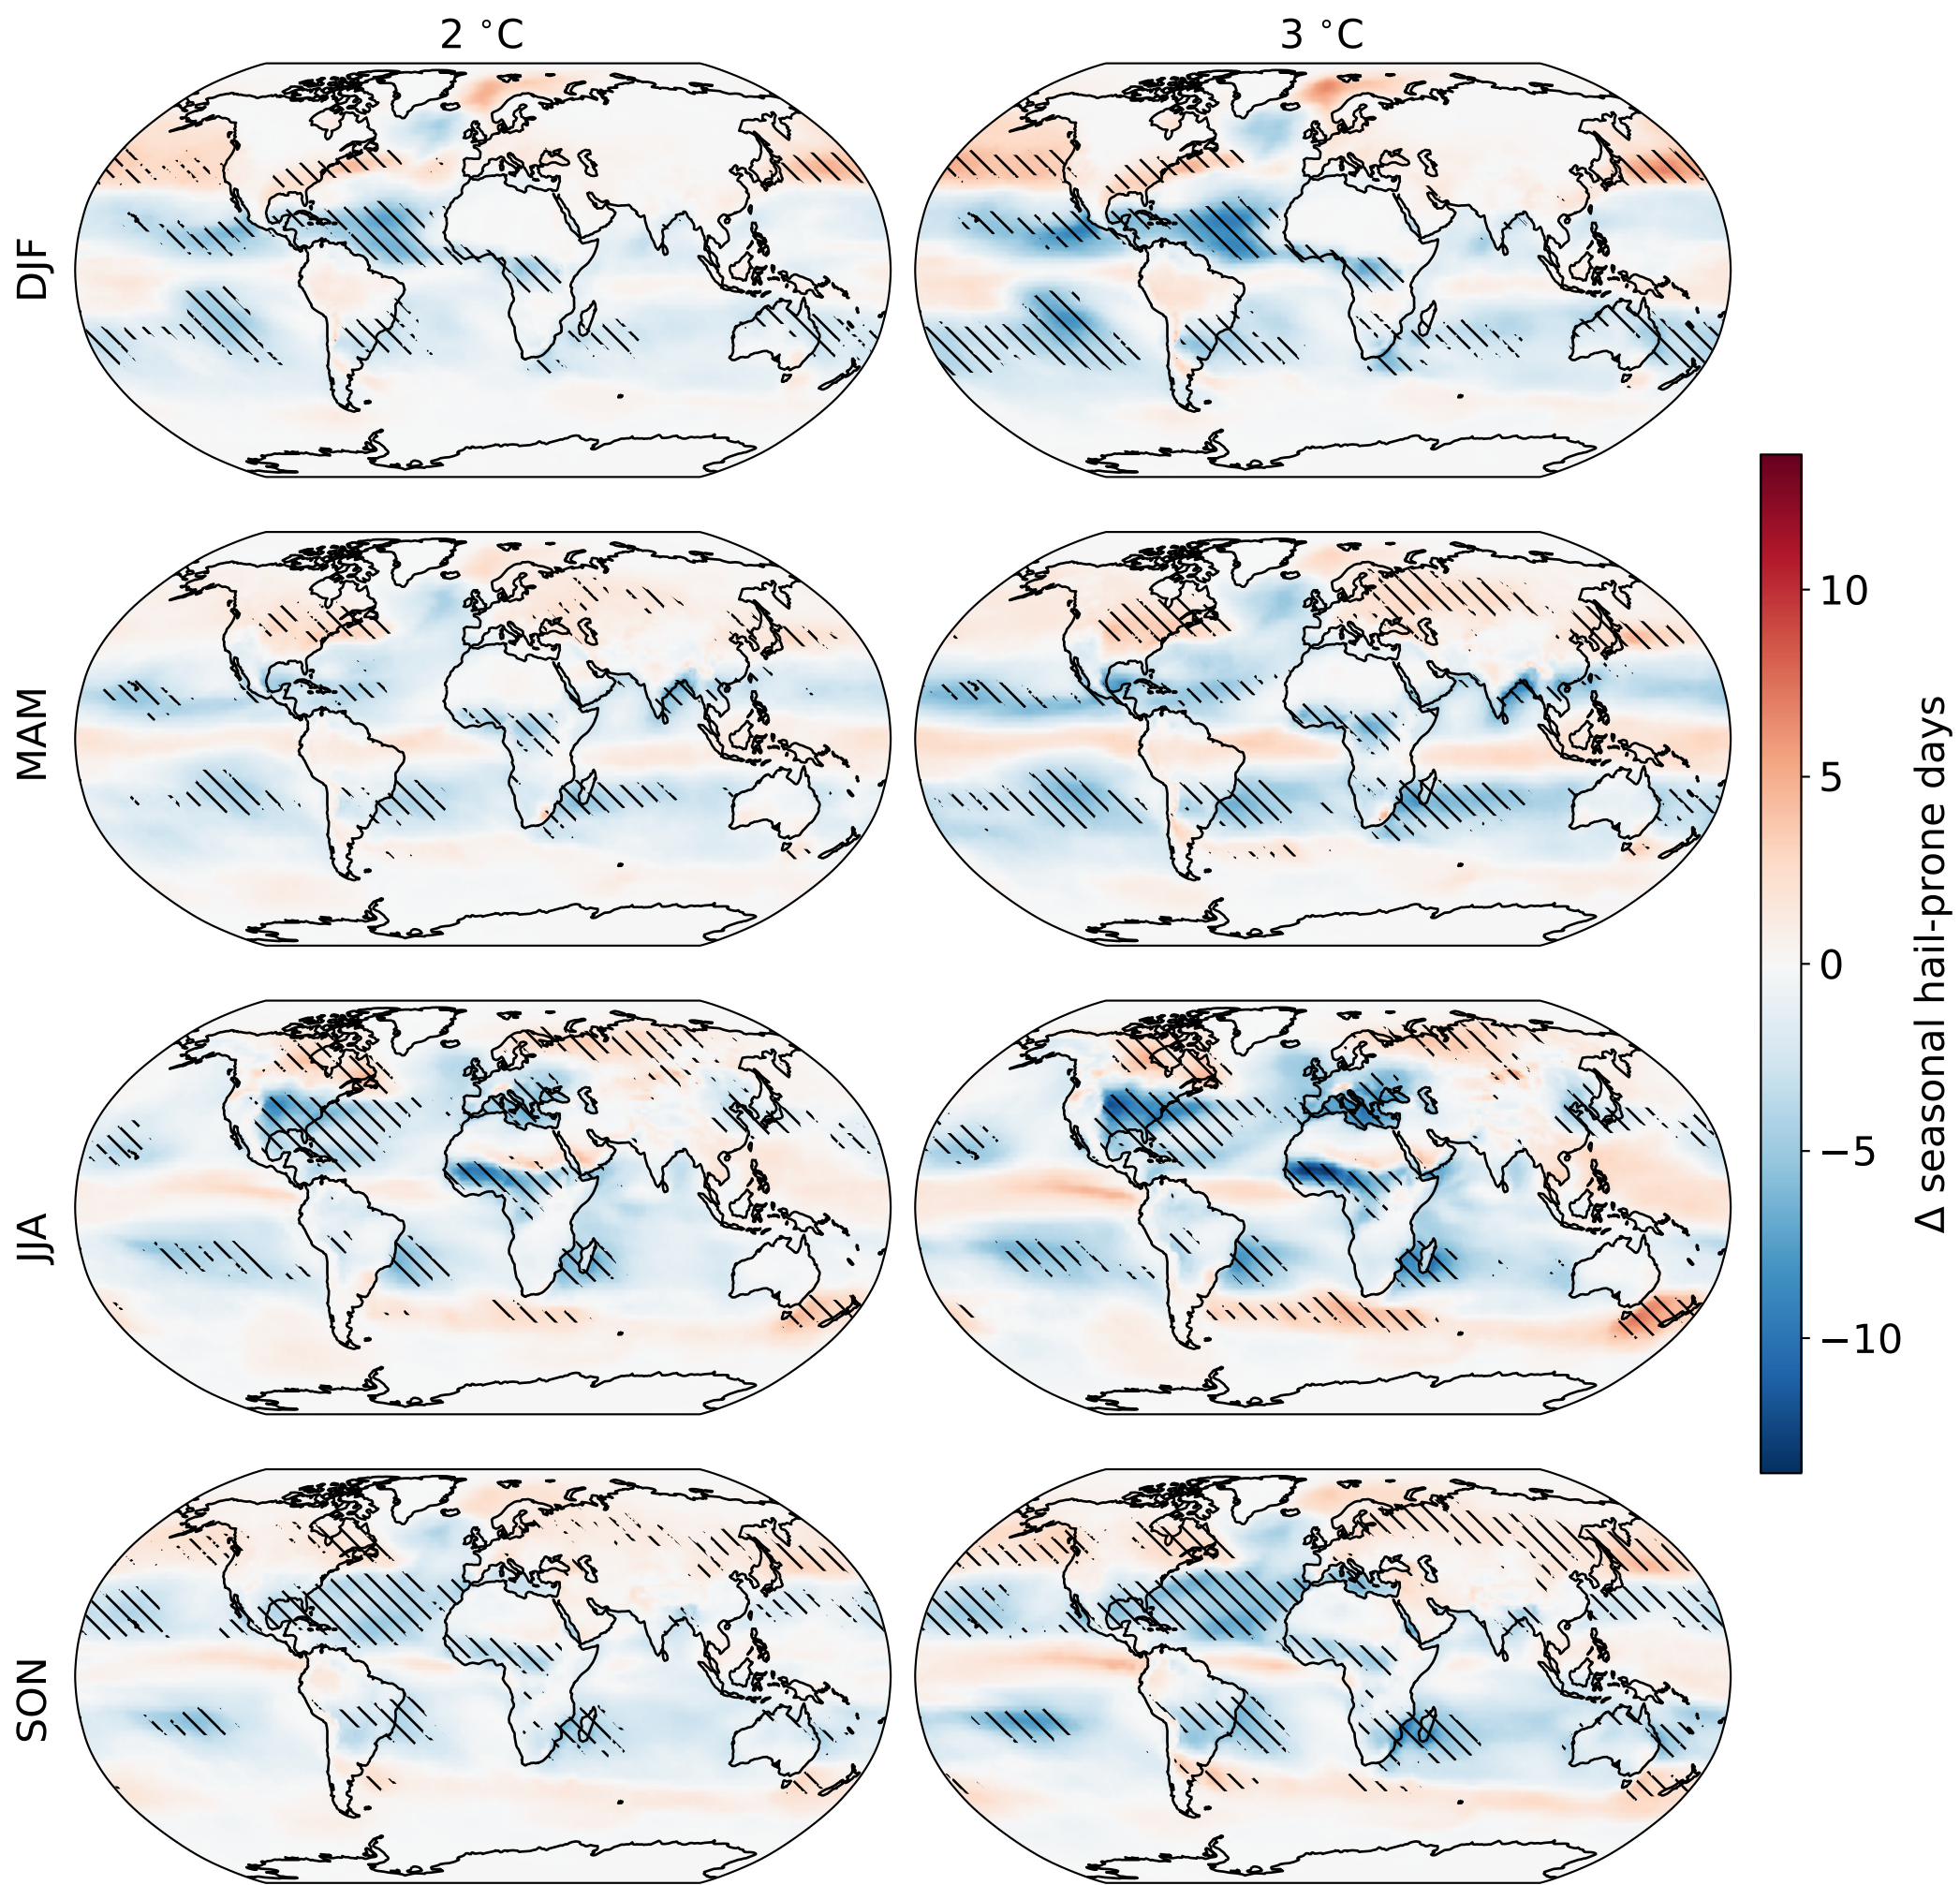 2 °C
3 °C
DJF
MAM
JJA
SON
10
5
0
−5
−10
Δ seasonal hail-prone days